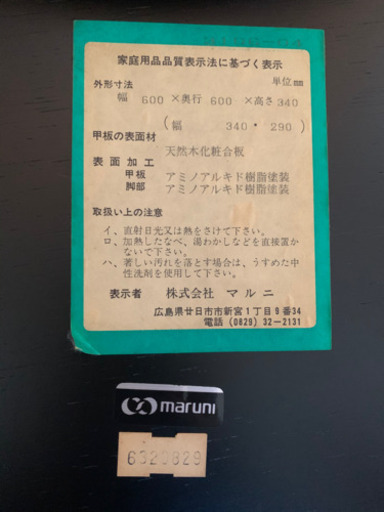 家庭用品品質表示法に基づく表示
外形寸法 単位㎜
幅 600 ×奥行 600 ×高さ 340
(幅 340・290)
甲板の表面材
天然木化粧合板
表面加工
甲板 アミノアルキド樹脂塗装
脚部 アミノアルキド樹脂塗装
取扱い上の注意
イ、直射日光又は熱をさけて下さい。
ロ、加熱したなべ、湯わかしなどを直接置か
ないで下さい。
ハ、著しい汚れを落とす場合は、うすめた中
性洗剤を使用して下さい。
表示者 株式会社 マルニ
広島県廿日市市新宮1丁目9番34
電話 (0829) 32-2131
maruni
6320829